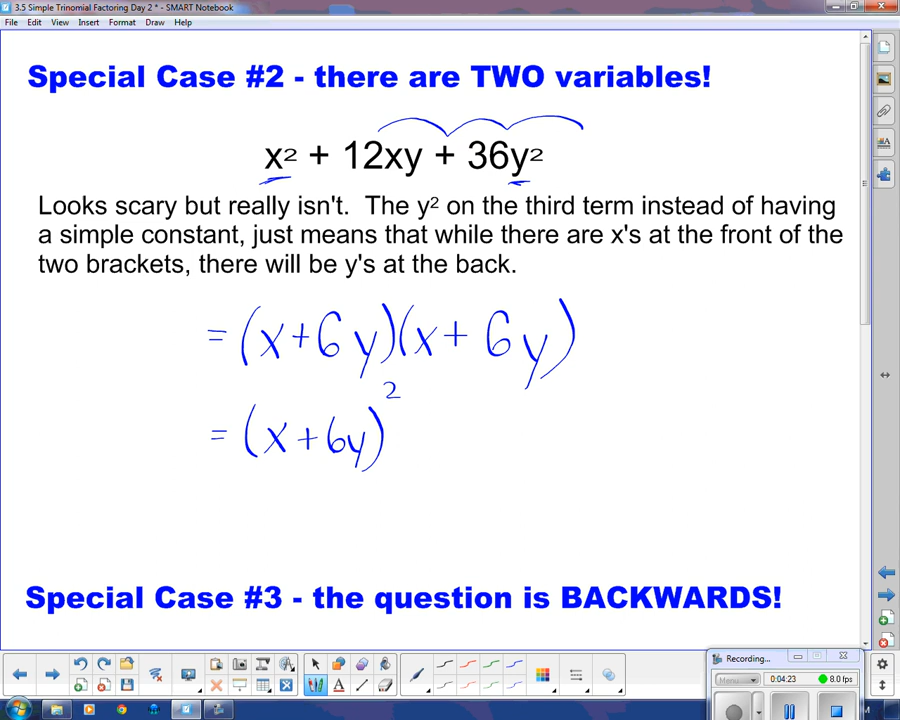 3.5 Simple Trinomial Factoring Day 2 * - SMART Notebook
File Edit View Insert Format Draw Help
Special Case #2 - there are TWO variables!
x² + 12xy + 36y²
Looks scary but really isn't. The y² on the third term instead of having
a simple constant, just means that while there are x's at the front of the
two brackets, there will be y's at the back.
= (x+6y)(x+ 6y)
= (x+6y)²
Special Case #3 - the question is BACKWARDS!
Recording...
Menu
0:04:23
8.0 fps